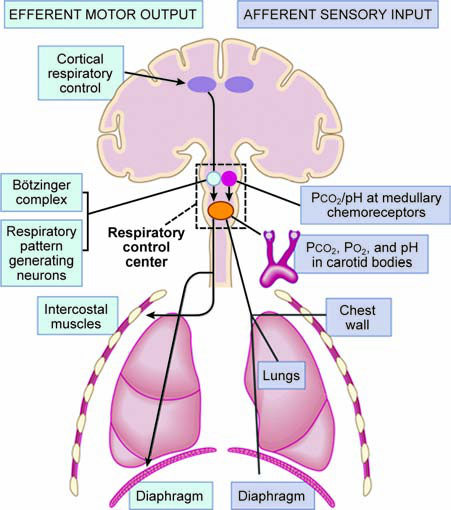 EFFERENT MOTOR OUTPUT
AFFERENT SENSORY INPUT
Cortical
respiratory
control
Bötzinger
complex
Respiratory
pattern
generating
neurons
Respiratory
control
center
PCO2/pH at medullary
chemoreceptors
PCO2, PO2, and pH
in carotid bodies
Intercostal
muscles
Chest
wall
Lungs
Diaphragm
Diaphragm